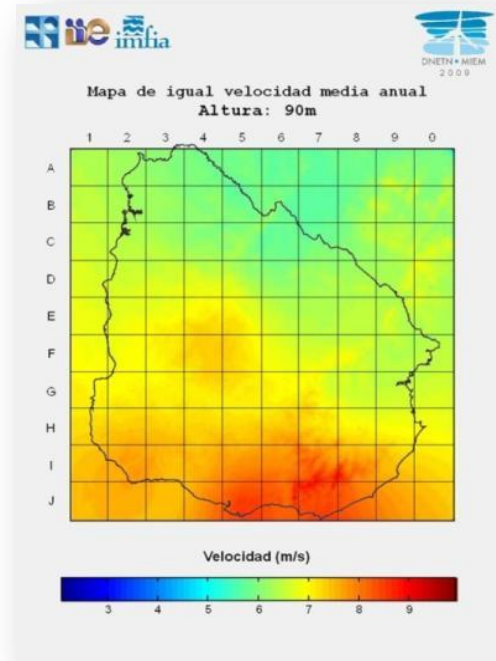 iie imfia
DNETN • MIEM
2009
Mapa de igual velocidad media anual
Altura: 90m
1 2 3 4 5 6 7 8 9 0
A
B
C
D
E
F
G
H
I
J
Velocidad (m/s)
3 4 5 6 7 8 9